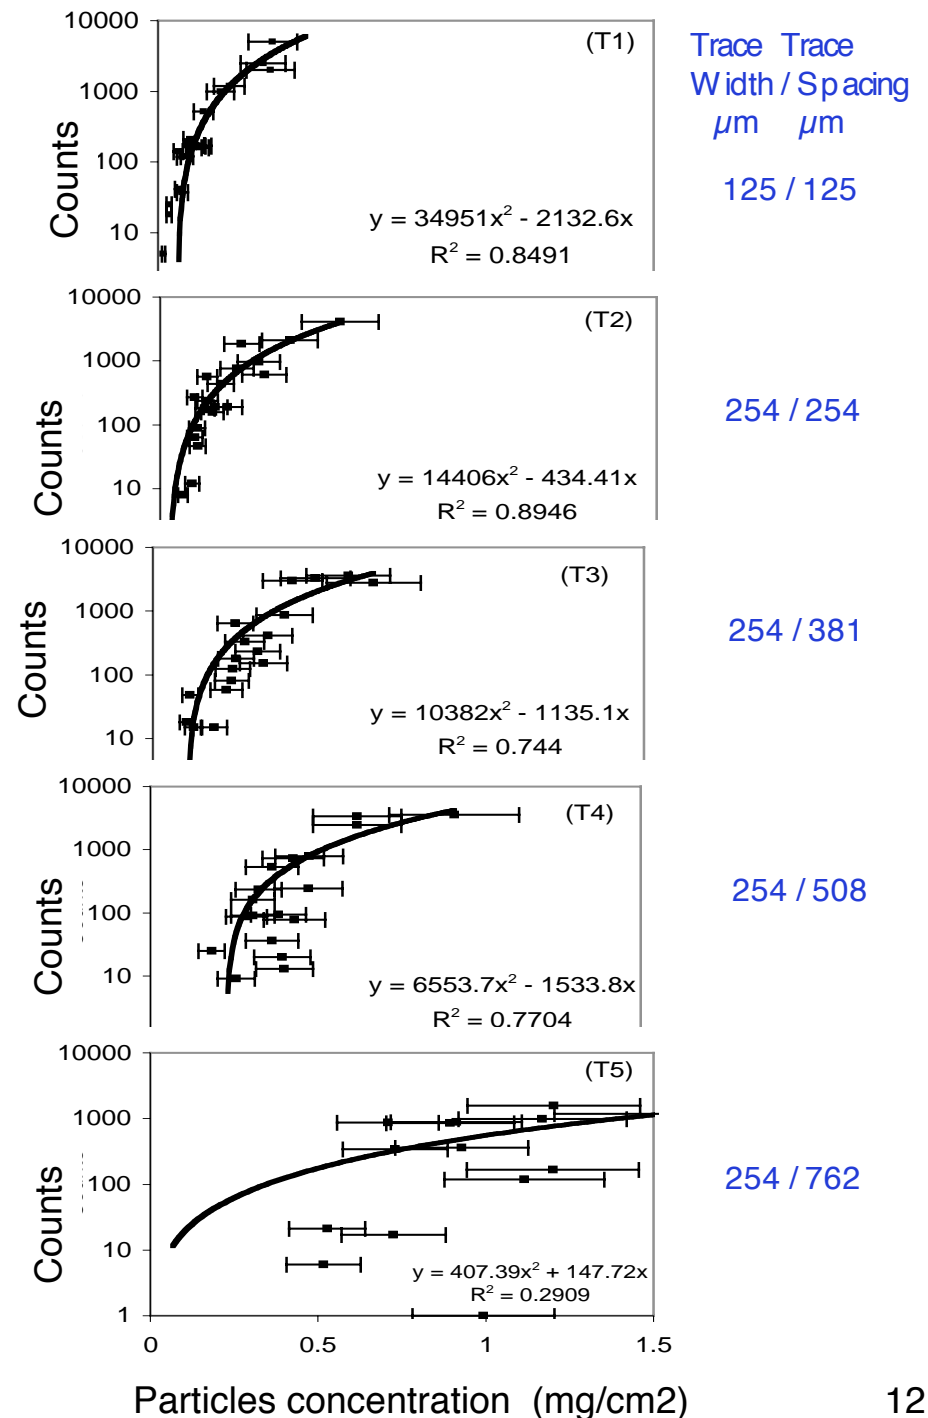 Trace Trace
Width / Spacing
µm µm
10000
1000
100
10
Counts
(T1)
y = 34951x² - 2132.6x
R² = 0.8491
125 / 125
10000
1000
100
10
Counts
(T2)
y = 14406x² - 434.41x
R² = 0.8946
254 / 254
10000
1000
100
10
Counts
(T3)
y = 10382x² - 1135.1x
R² = 0.744
254 / 381
10000
1000
100
10
Counts
(T4)
y = 6553.7x² - 1533.8x
R² = 0.7704
254 / 508
10000
1000
100
10
1
Counts
(T5)
y = 407.39x² + 147.72x
R² = 0.2909
254 / 762
0 0.5 1 1.5
Particles concentration (mg/cm2)
12